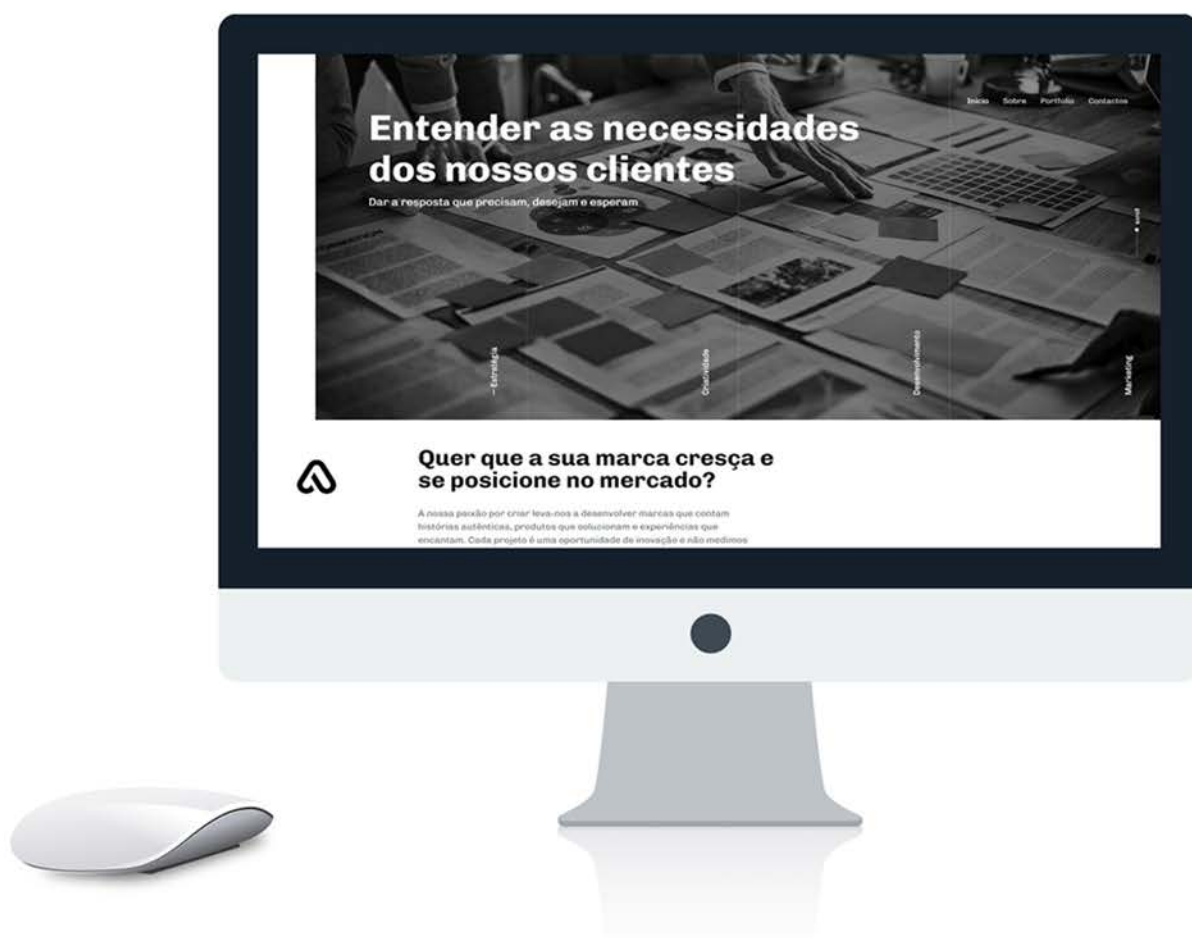 Início Sobre Portfolio Contactos
Entender as necessidades
dos nossos clientes
Dar a resposta que precisam, desejam e esperam
scroll
Estratégia
Criatividade
Desenvolvimento
Marketing
Quer que a sua marca cresça e
se posicione no mercado?
A nossa paixão por criar leva-nos a desenvolver marcas que contam
histórias autênticas, produtos que solucionam e experiências que
encantam. Cada projeto é uma oportunidade de inovação e não medimos